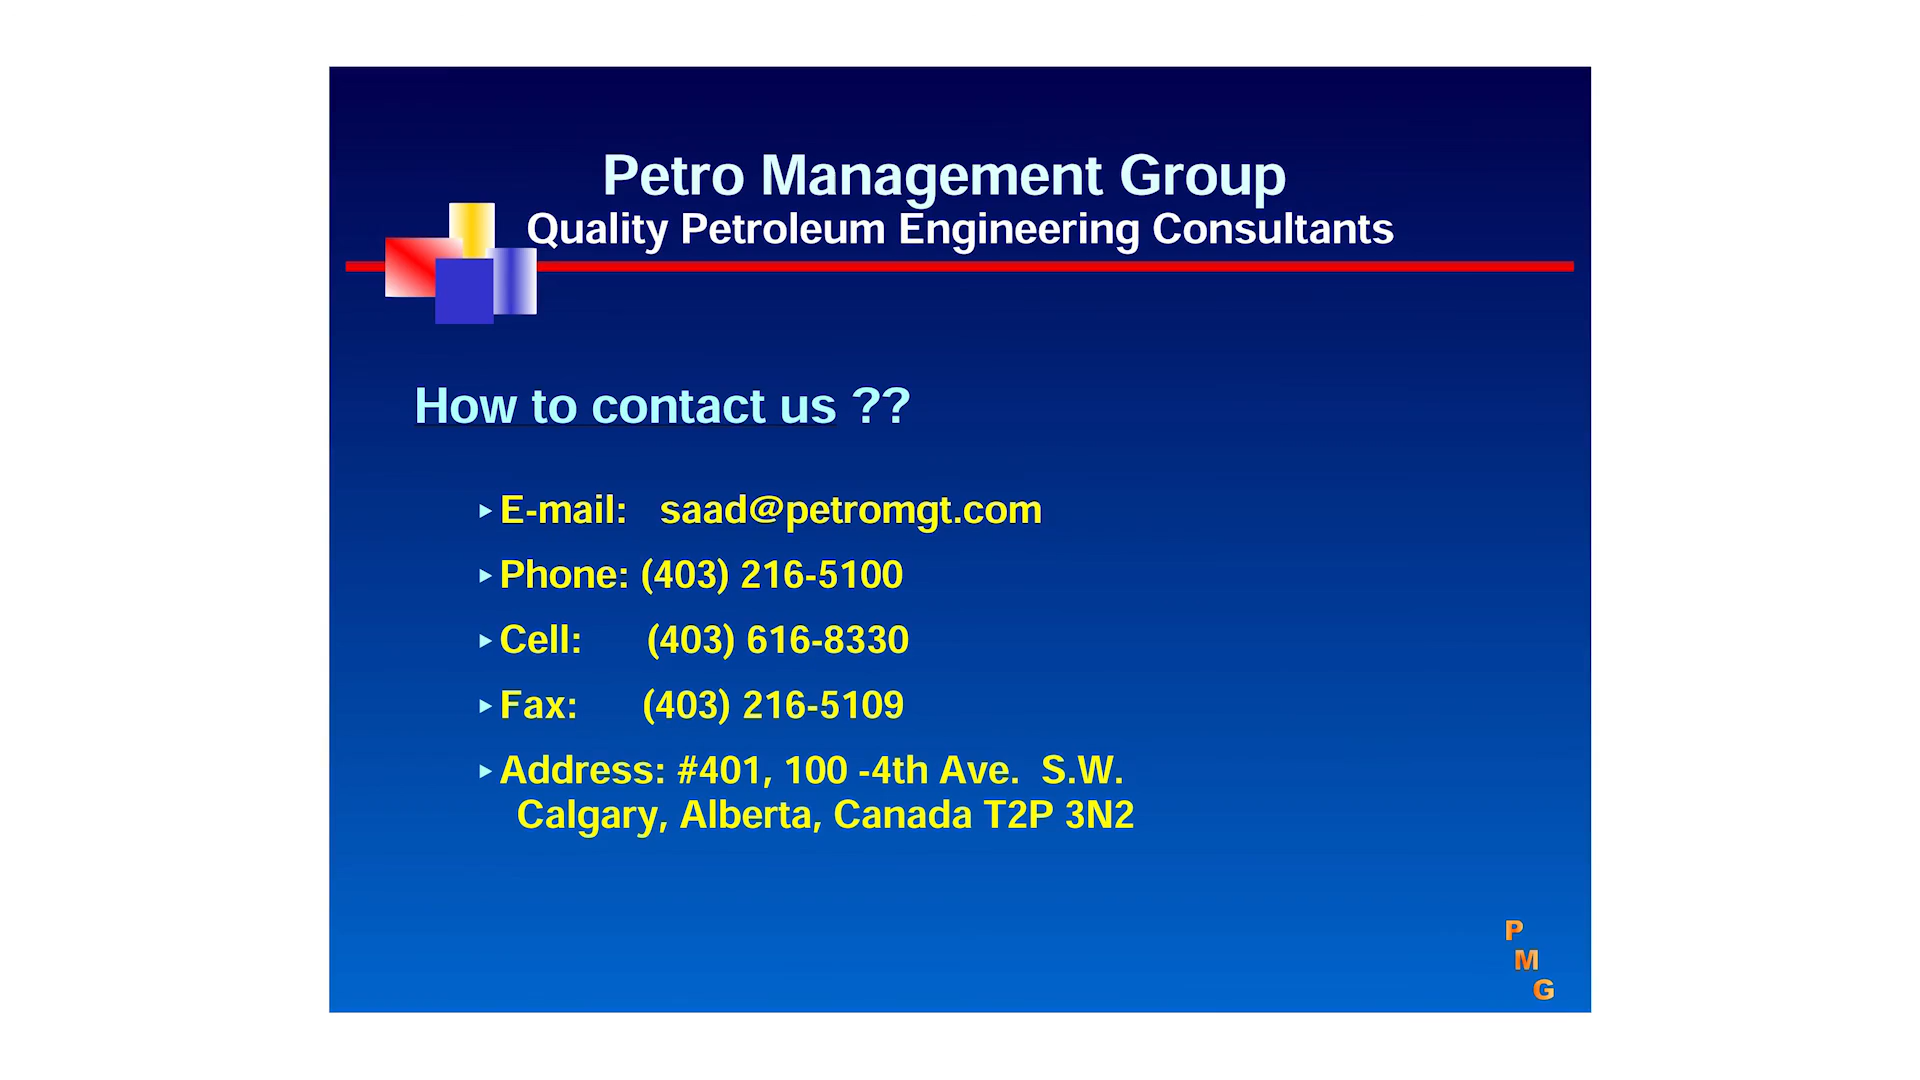 Petro Management Group
Quality Petroleum Engineering Consultants
How to contact us ??
▸ E-mail: saad@petromgt.com
▸ Phone: (403) 216-5100
▸ Cell: (403) 616-8330
▸ Fax: (403) 216-5109
▸ Address: #401, 100 -4th Ave. S.W.
Calgary, Alberta, Canada T2P 3N2
P
M
G